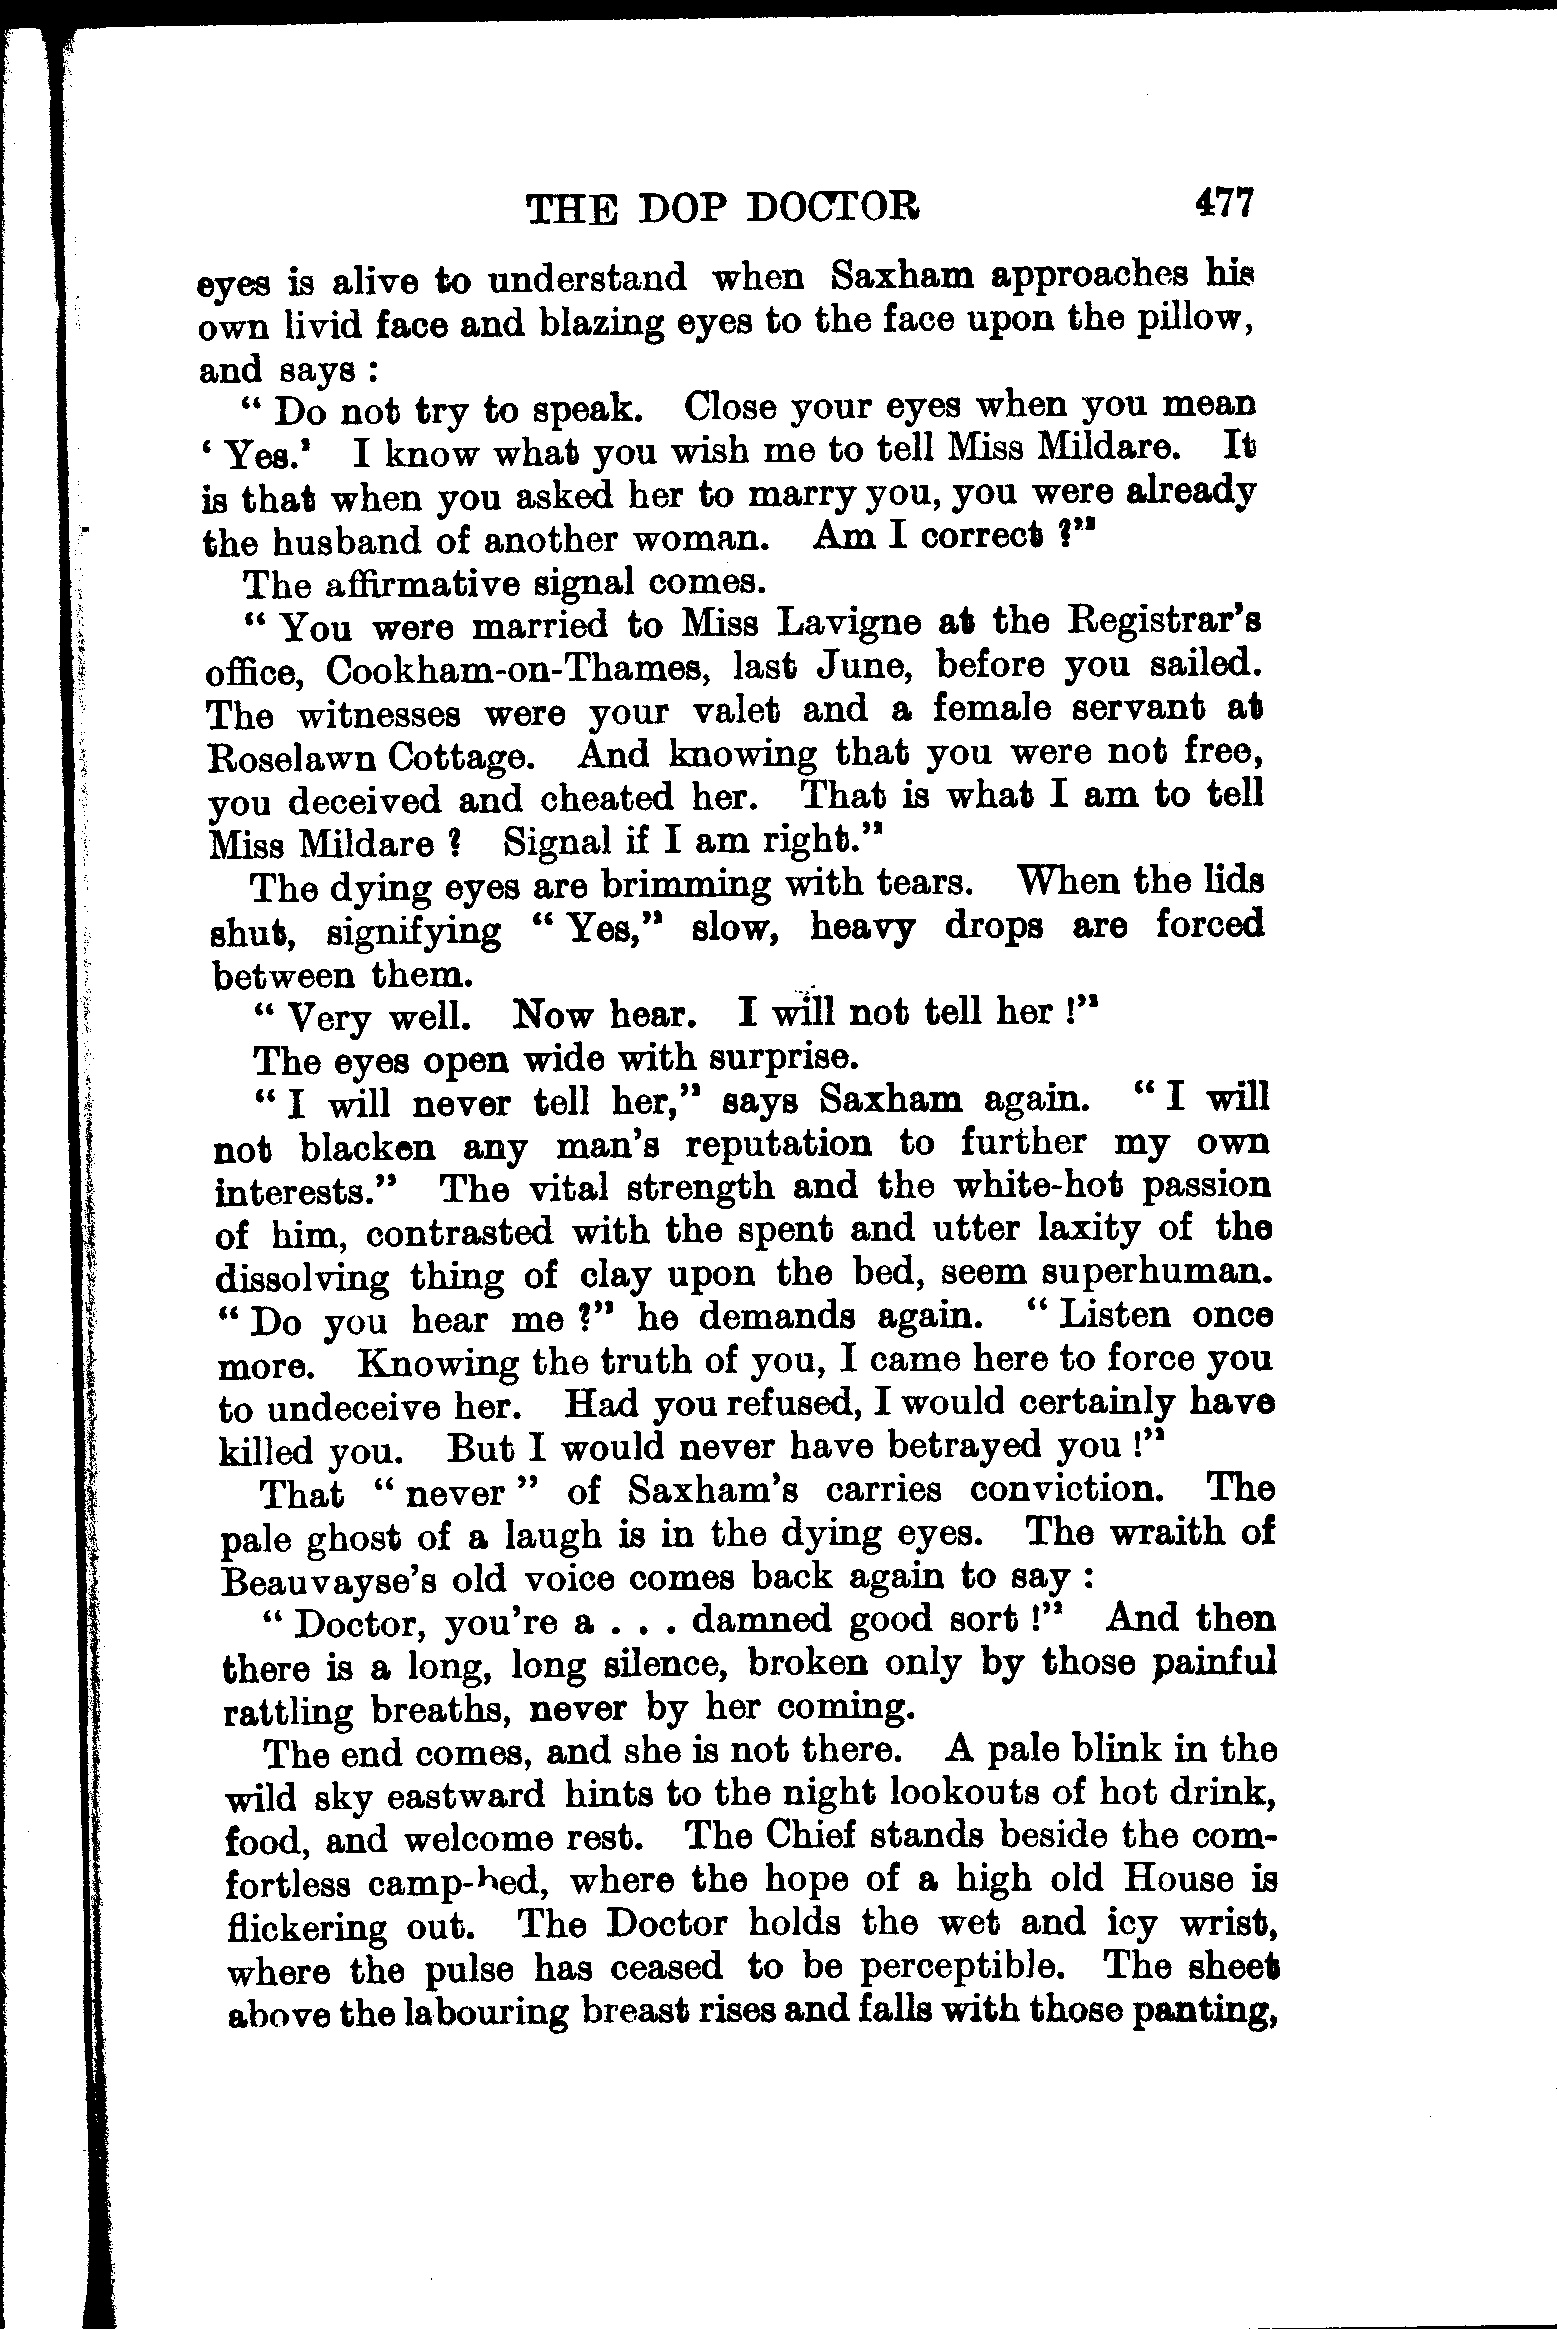 THE DOP DOCTOR 477
eyes is alive to understand when Saxham approaches his
own livid face and blazing eyes to the face upon the pillow,
and says :
“ Do not try to speak. Close your eyes when you mean
‘ Yes.’ I know what you wish me to tell Miss Mildare. It
is that when you asked her to marry you, you were already
the husband of another woman. Am I correct ?”
The affirmative signal comes.
“ You were married to Miss Lavigne at the Registrar’s
office, Cookham-on-Thames, last June, before you sailed.
The witnesses were your valet and a female servant at
Roselawn Cottage. And knowing that you were not free,
you deceived and cheated her. That is what I am to tell
Miss Mildare ? Signal if I am right.”
The dying eyes are brimming with tears. When the lids
shut, signifying “ Yes,” slow, heavy drops are forced
between them.
“ Very well. Now hear. I will not tell her !”
The eyes open wide with surprise.
“ I will never tell her,” says Saxham again. “ I will
not blacken any man’s reputation to further my own
interests.” The vital strength and the white-hot passion
of him, contrasted with the spent and utter laxity of the
dissolving thing of clay upon the bed, seem superhuman.
“ Do you hear me ?” he demands again. “ Listen once
more. Knowing the truth of you, I came here to force you
to undeceive her. Had you refused, I would certainly have
killed you. But I would never have betrayed you !”
That “ never ” of Saxham’s carries conviction. The
pale ghost of a laugh is in the dying eyes. The wraith of
Beauvayse’s old voice comes back again to say :
“ Doctor, you’re a . . . damned good sort !” And then
there is a long, long silence, broken only by those painful
rattling breaths, never by her coming.
The end comes, and she is not there. A pale blink in the
wild sky eastward hints to the night lookouts of hot drink,
food, and welcome rest. The Chief stands beside the com-
fortless camp-bed, where the hope of a high old House is
flickering out. The Doctor holds the wet and icy wrist,
where the pulse has ceased to be perceptible. The sheet
above the labouring breast rises and falls with those panting,